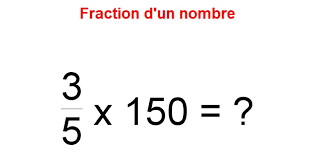 Fraction d'un nombre
3/5 x 150 = ?